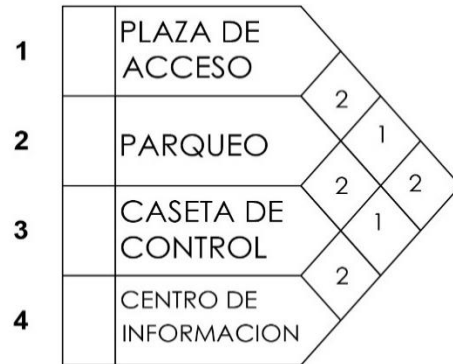 1
PLAZA DE
ACCESO
2
2
PARQUEO
1
2
2
3
CASETA DE
CONTROL
1
2
4
CENTRO DE
INFORMACION